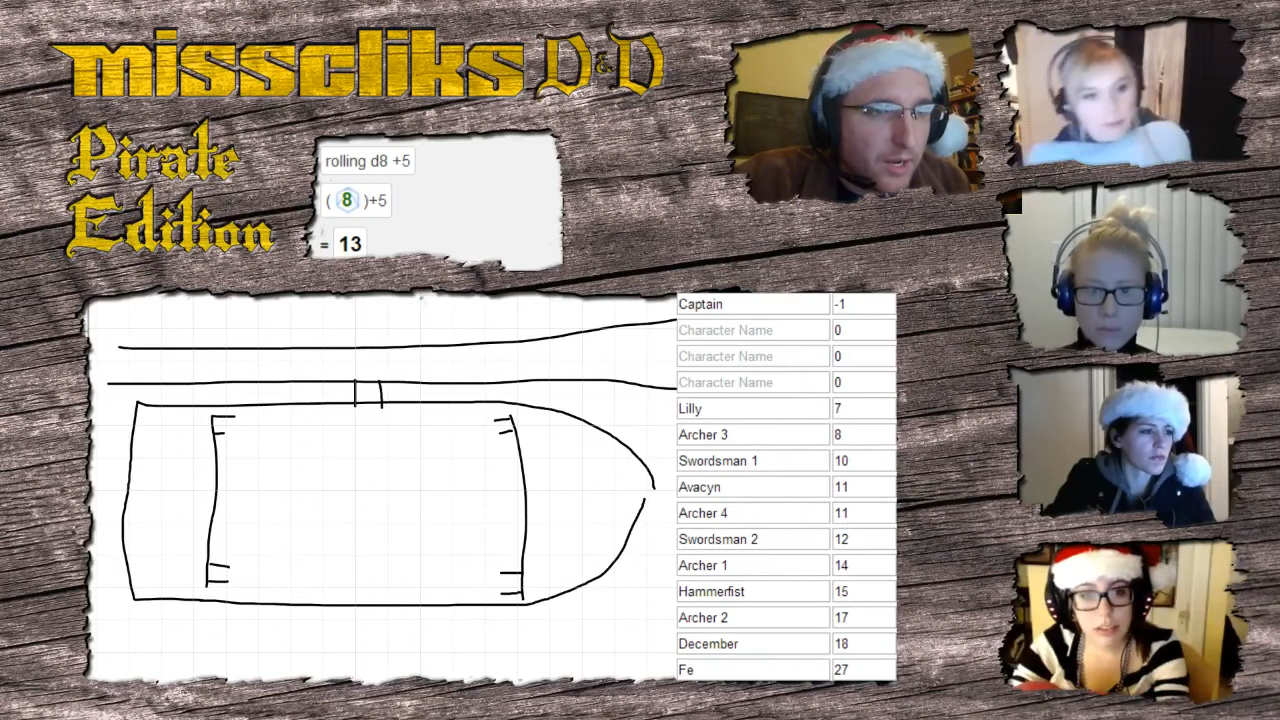 misscliks D&D
Pirate
Edition
rolling d8 +5
( 8 )+5
= 13
Captain -1
Character Name 0
Character Name 0
Character Name 0
Lilly 7
Archer 3 8
Swordsman 1 10
Avacyn 11
Archer 4 11
Swordsman 2 12
Archer 1 14
Hammerfist 15
Archer 2 17
December 18
Fe 27